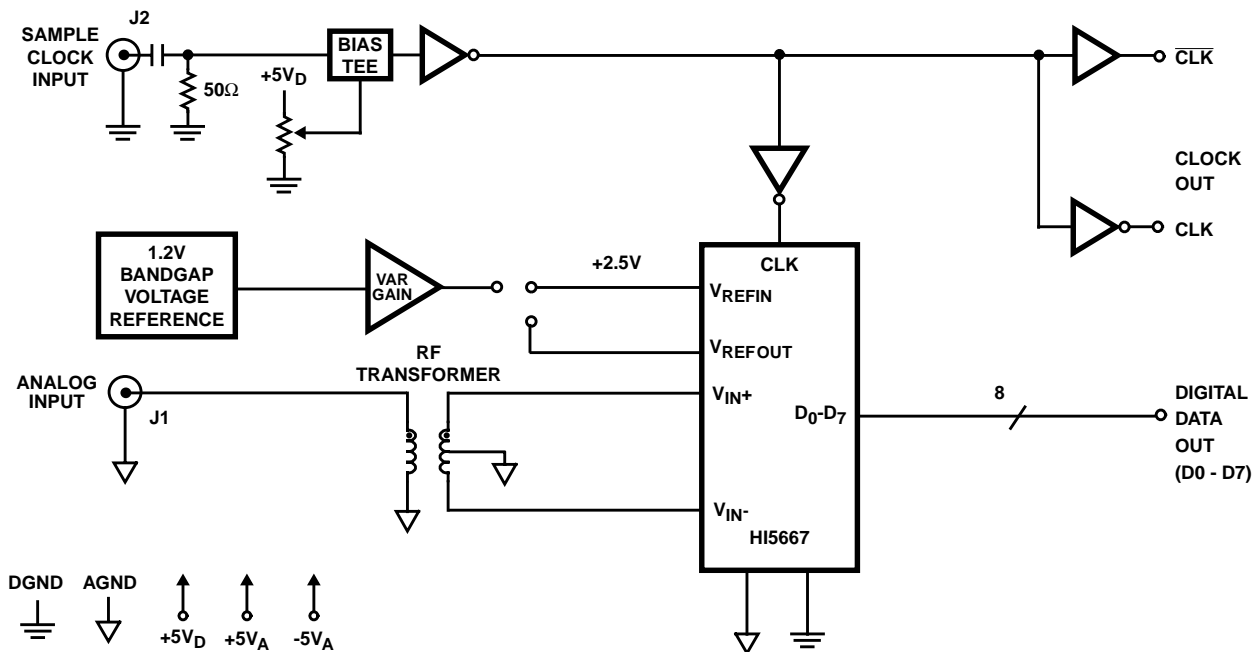 J2
SAMPLE
CLOCK
INPUT
50Ω
+5VD
BIAS
TEE
CLK
CLOCK
OUT
CLK
1.2V
BANDGAP
VOLTAGE
REFERENCE
VAR
GAIN
+2.5V
CLK
VREFIN
VREFOUT
RF
TRANSFORMER
ANALOG
INPUT
J1
VIN+
D0-D7
8
DIGITAL
DATA
OUT
(D0 - D7)
VIN-
HI5667
DGND
AGND
+5VD
+5VA
-5VA